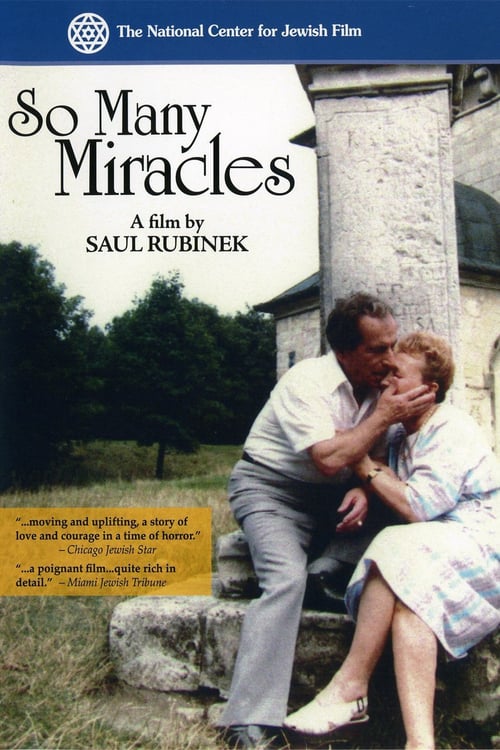 The National Center for Jewish Film
So Many
Miracles
A film by
SAUL RUBINEK
"...moving and uplifting, a story of
love and courage in a time of horror."
– Chicago Jewish Star
"...a poignant film...quite rich in
detail." – Miami Jewish Tribune